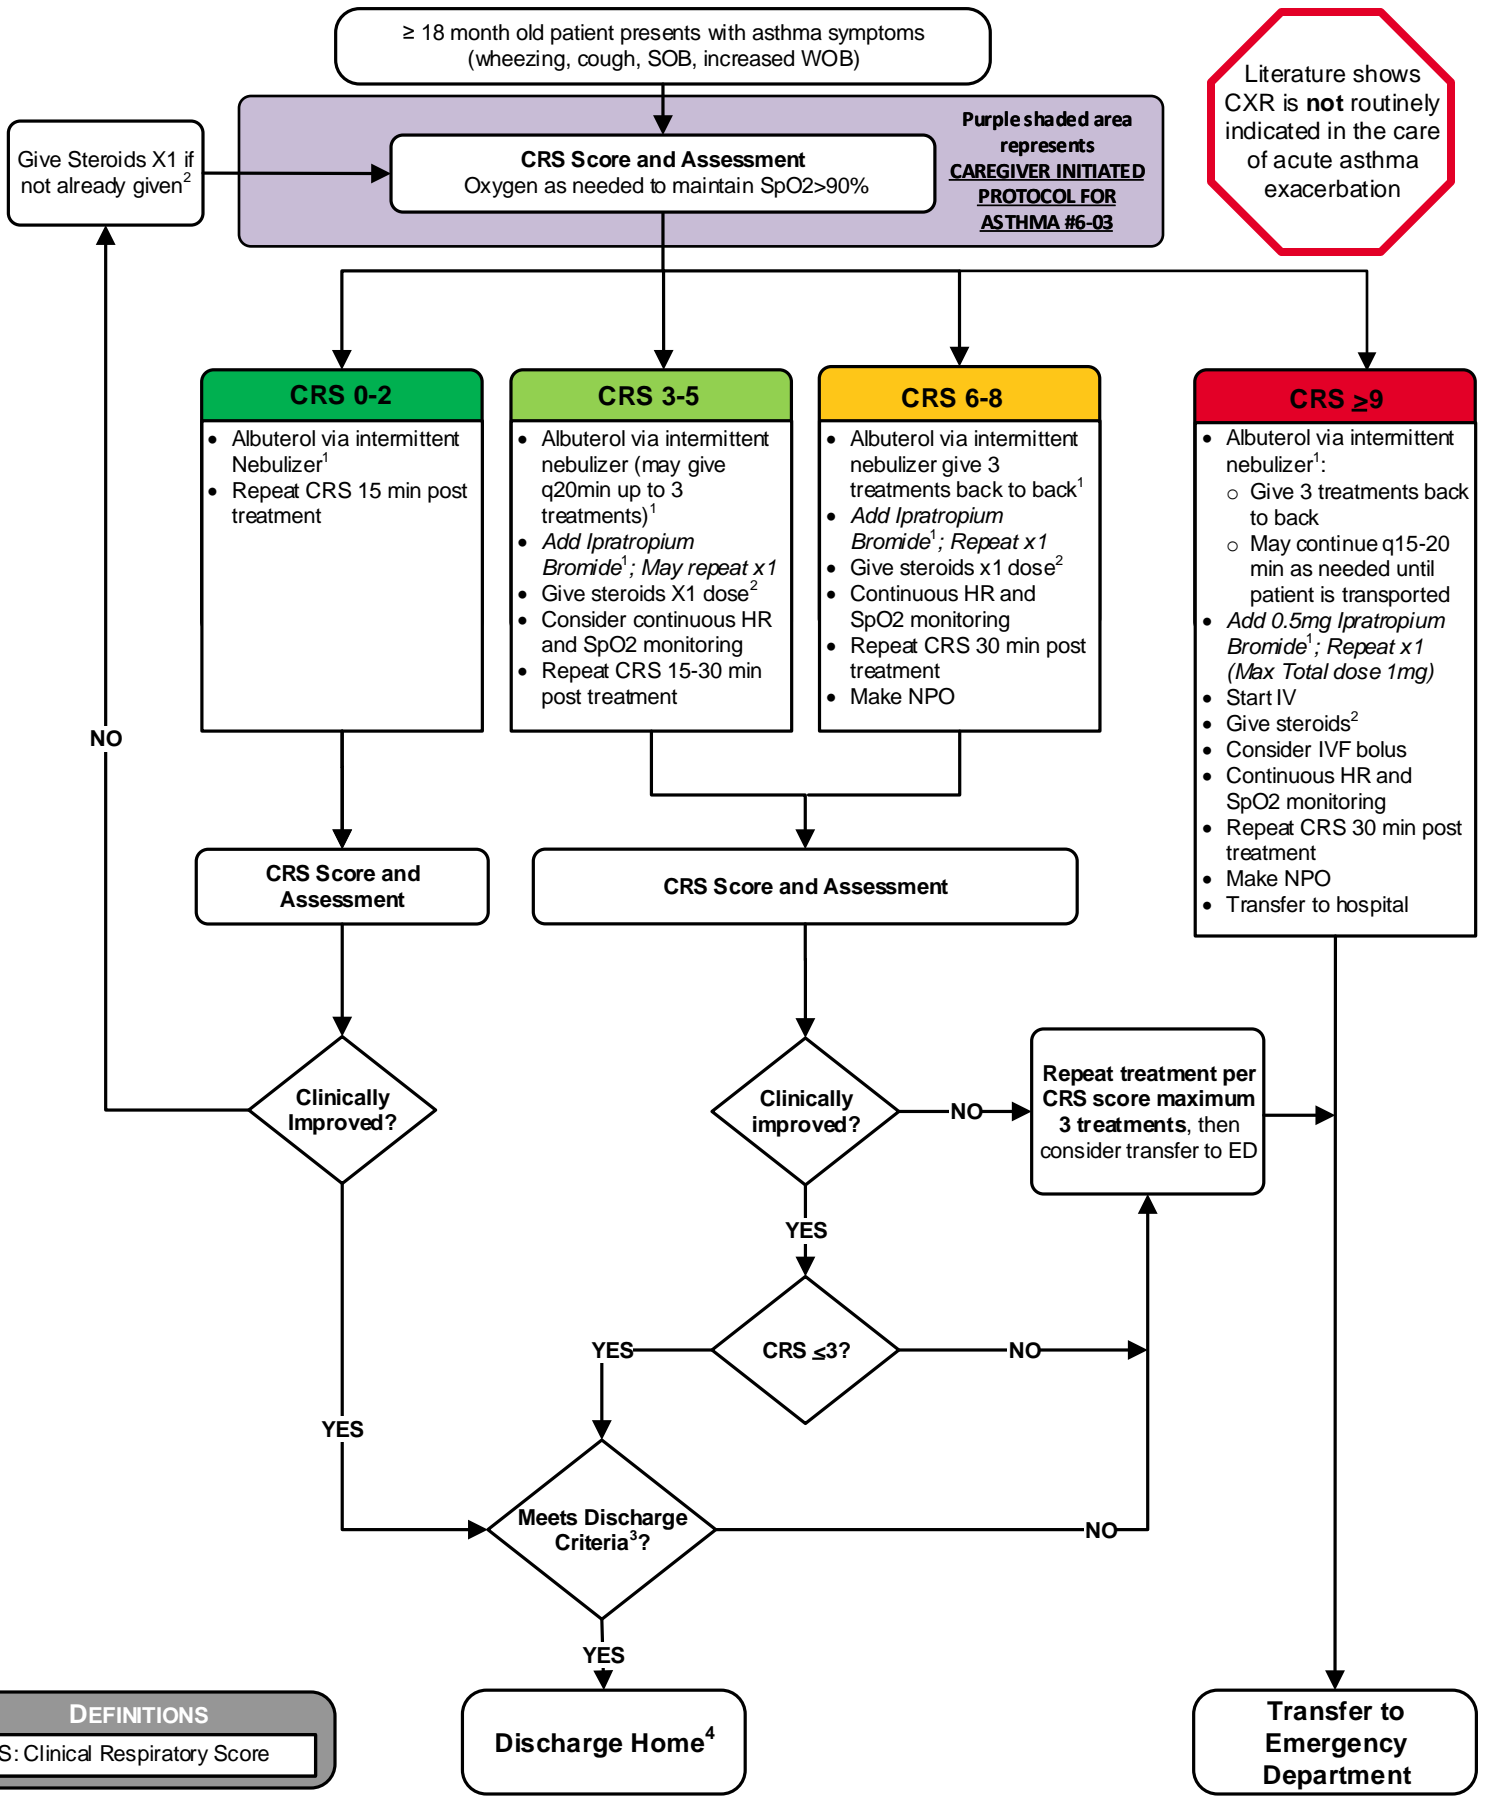 ≥ 18 month old patient presents with asthma symptoms
(wheezing, cough, SOB, increased WOB)
Literature shows
CXR is not routinely
indicated in the care
of acute asthma
exacerbation
Give Steroids X1 if
not already given2
CRS Score and Assessment
Oxygen as needed to maintain SpO2>90%
Purple shaded area
represents
CAREGIVER INITIATED
PROTOCOL FOR
ASTHMA #6-03
CRS 0-2
• Albuterol via intermittent
Nebulizer1
• Repeat CRS 15 min post
treatment
CRS 3-5
• Albuterol via intermittent
nebulizer (may give
q20min up to 3
treatments)1
• Add Ipratropium
Bromide1; May repeat x1
• Give steroids X1 dose2
• Consider continuous HR
and SpO2 monitoring
• Repeat CRS 15-30 min
post treatment
CRS 6-8
• Albuterol via intermittent
nebulizer give 3
treatments back to back1
• Add Ipratropium
Bromide1; Repeat x1
• Give steroids x1 dose2
• Continuous HR and
SpO2 monitoring
• Repeat CRS 30 min post
treatment
• Make NPO
CRS ≥9
• Albuterol via intermittent
nebulizer1:
o Give 3 treatments back
to back
o May continue q15-20
min as needed until
patient is transported
• Add 0.5mg Ipratropium
Bromide1; Repeat x1
(Max Total dose 1mg)
• Start IV
• Give steroids2
• Consider IVF bolus
• Continuous HR and
SpO2 monitoring
• Repeat CRS 30 min post
treatment
• Make NPO
• Transfer to hospital
NO
CRS Score and
Assessment
CRS Score and Assessment
Clinically
Improved?
Clinically
improved?
NO
Repeat treatment per
CRS score maximum
3 treatments, then
consider transfer to ED
YES
CRS ≤3?
YES
NO
YES
Meets Discharge
Criteria3?
NO
YES
Discharge Home4
Transfer to
Emergency
Department
DEFINITIONS
S: Clinical Respiratory Score